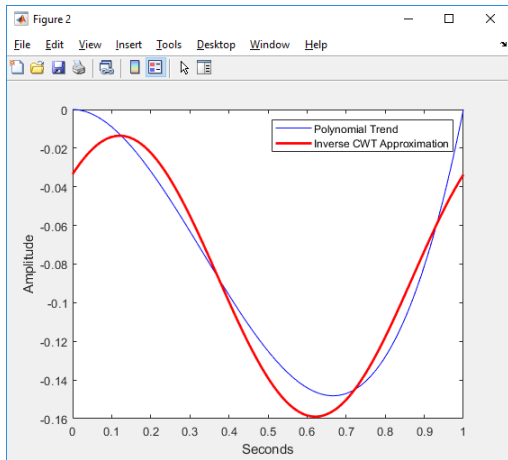 Figure 2
File Edit View Insert Tools Desktop Window Help
Polynomial Trend
Inverse CWT Approximation
Amplitude
0
-0.02
-0.04
-0.06
-0.08
-0.1
-0.12
-0.14
-0.16
0 0.1 0.2 0.3 0.4 0.5 0.6 0.7 0.8 0.9 1
Seconds